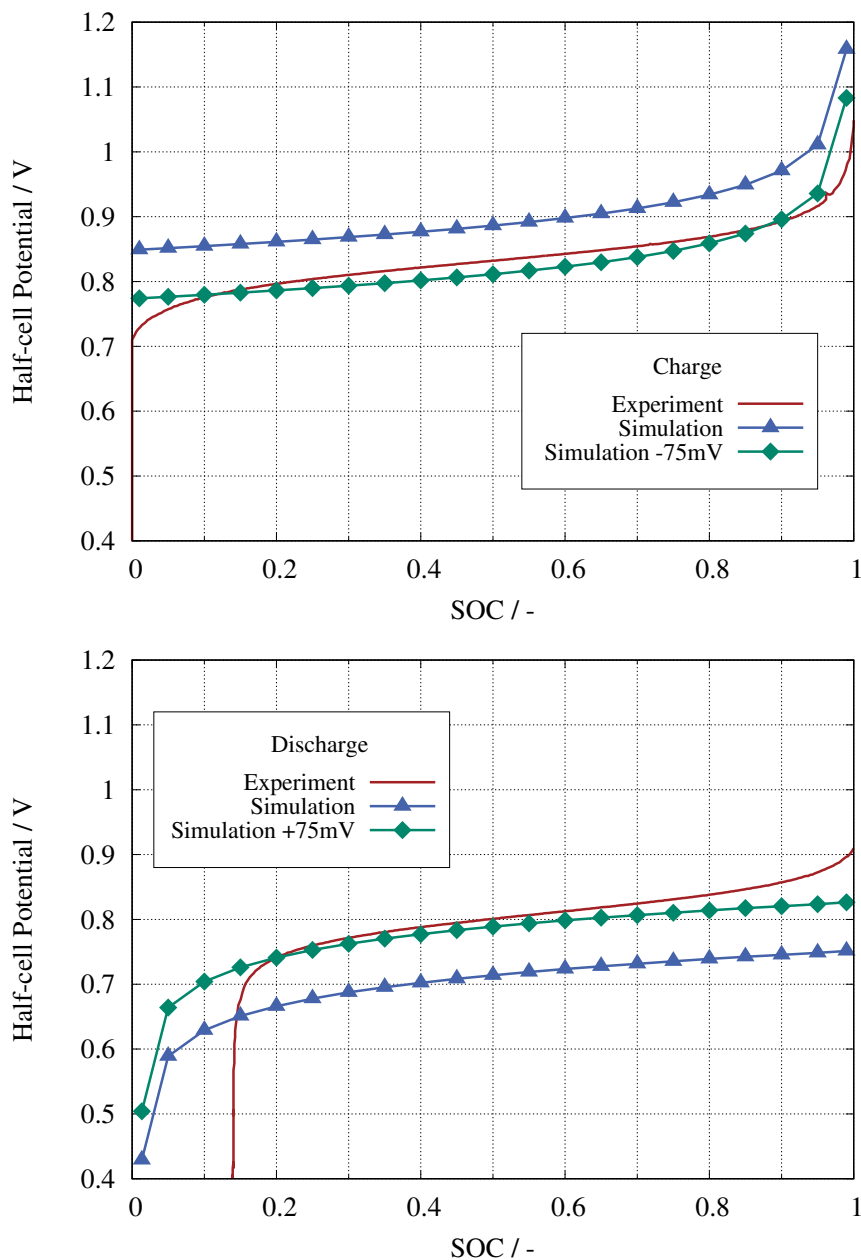 1.2
1.1
1
0.9
0.8
0.7
0.6
0.5
0.4
Half-cell Potential / V
Charge
Experiment
Simulation
Simulation -75mV
0 0.2 0.4 0.6 0.8 1
SOC / -
1.2
1.1
1
0.9
0.8
0.7
0.6
0.5
0.4
Half-cell Potential / V
Discharge
Experiment
Simulation
Simulation +75mV
0 0.2 0.4 0.6 0.8 1
SOC / -